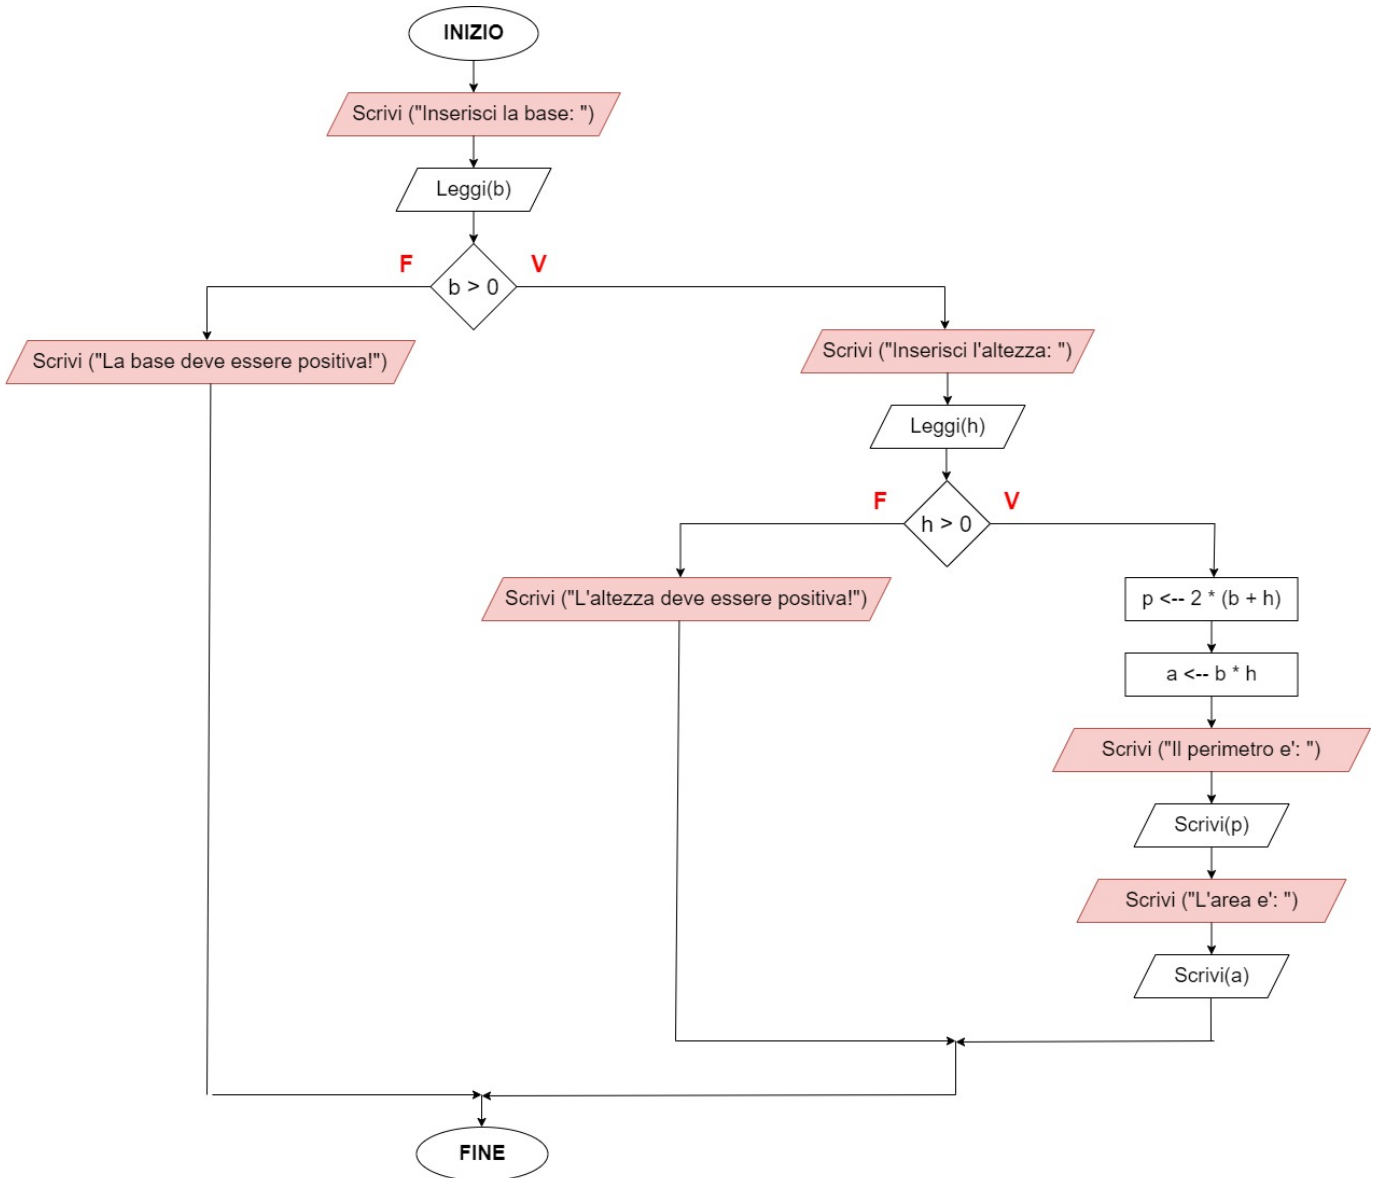 INIZIO
Scrivi ("Inserisci la base: ")
Leggi(b)
F
V
b > 0
Scrivi ("La base deve essere positiva!")
Scrivi ("Inserisci l'altezza: ")
Leggi(h)
F
V
h > 0
Scrivi ("L'altezza deve essere positiva!")
p <-- 2 * (b + h)
a <-- b * h
Scrivi ("Il perimetro e': ")
Scrivi(p)
Scrivi ("L'area e': ")
Scrivi(a)
FINE